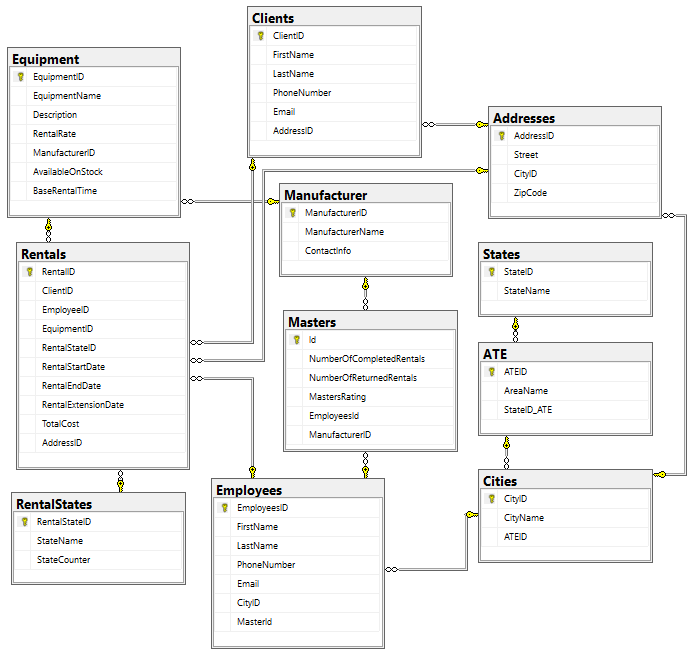 Clients
ClientID
FirstName
LastName
PhoneNumber
Email
AddressID
Equipment
EquipmentID
EquipmentName
Description
RentalRate
ManufacturerID
AvailableOnStock
BaseRentalTime
Addresses
AddressID
Street
CityID
ZipCode
Manufacturer
ManufacturerID
ManufacturerName
ContactInfo
Rentals
RentalID
ClientID
EmployeeID
EquipmentID
RentalStateID
RentalStartDate
RentalEndDate
RentalExtensionDate
TotalCost
AddressID
States
StateID
StateName
Masters
Id
NumberOfCompletedRentals
NumberOfReturnedRentals
MastersRating
EmployeesId
ManufacturerID
ATE
ATEID
AreaName
StateID_ATE
Cities
CityID
CityName
ATEID
Employees
EmployeesID
FirstName
LastName
PhoneNumber
Email
CityID
MasterId
RentalStates
RentalStateID
StateName
StateCounter